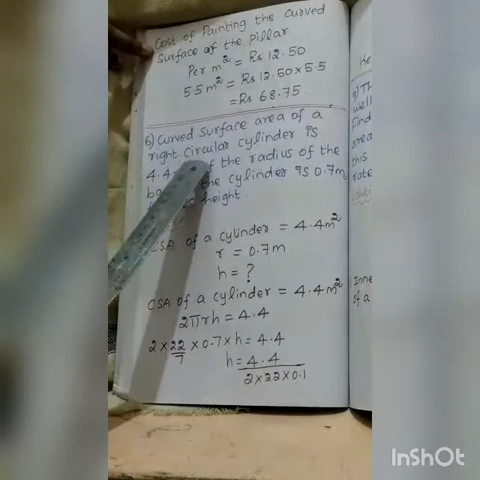 Cost of Painting the Curved
Surface of the pillar
Per m² = Rs 12.50
5.5 m² = Rs 12.50 × 5.5
= Rs 68.75
6) Curved surface area of a
right circular cylinder is
4.4 of the radius of the
the cylinder is 0.7m
height.
CSA of a cylinder = 4.4m²
r = 0.7m
h = ?
CSA of a cylinder = 4.4m²
2πrh = 4.4
2 × 22/7 × 0.7 × h = 4.4
h = 4.4
2 × 22 × 0.1
He
7) Th
well
Find
area
this
rate
Inne
of a
InShOt